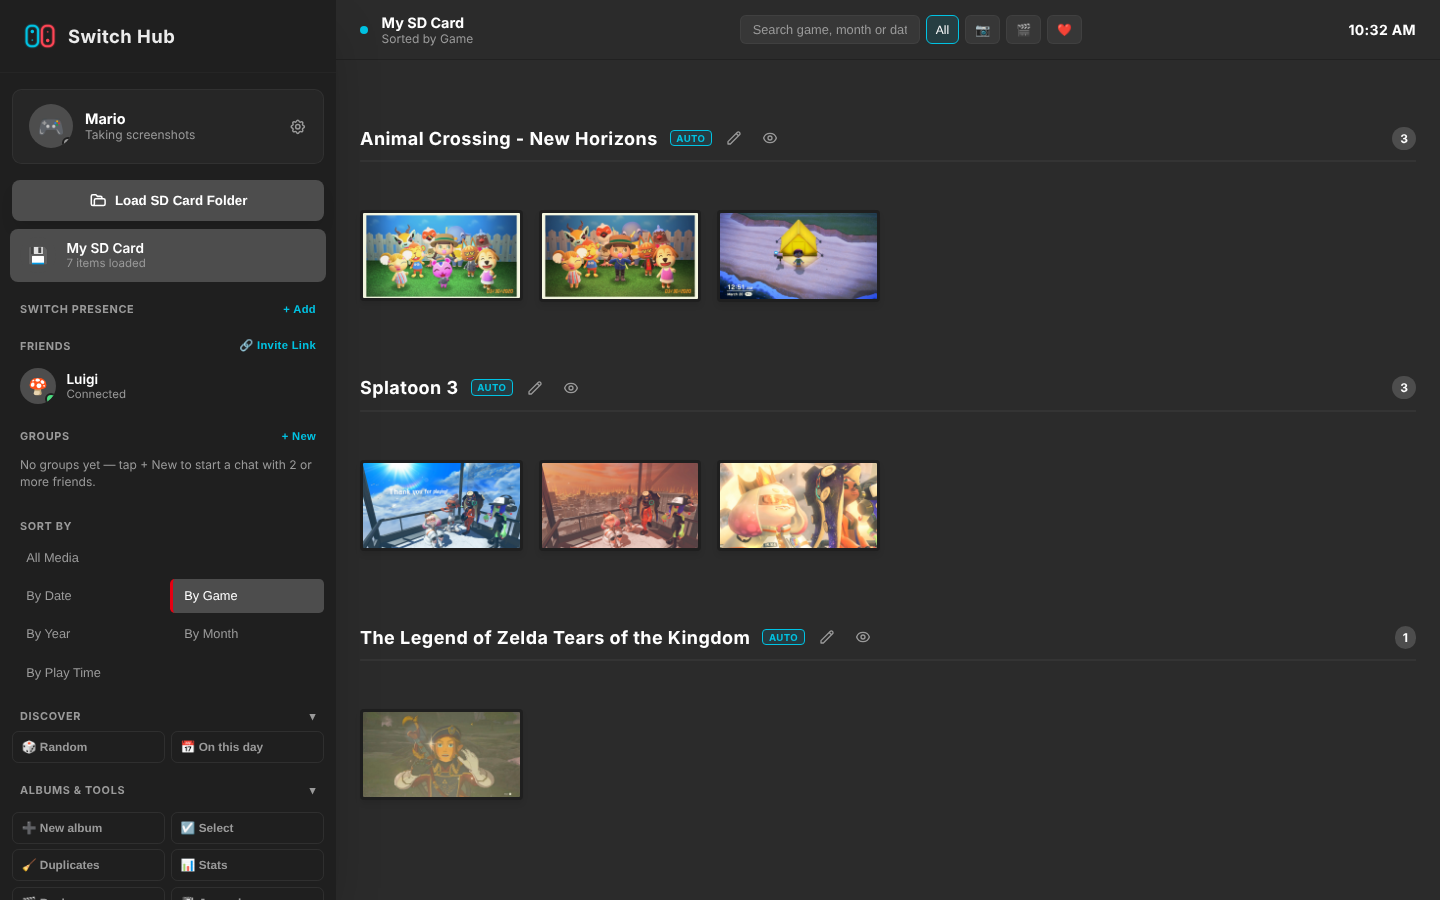 Switch Hub
Mario
Taking screenshots
Load SD Card Folder
My SD Card
7 items loaded
SWITCH PRESENCE
+ Add
FRIENDS
🔗 Invite Link
Luigi
Connected
GROUPS
+ New
No groups yet — tap + New to start a chat with 2 or
more friends.
SORT BY
All Media
By Date
By Game
By Year
By Month
By Play Time
DISCOVER
▼
🎲 Random
📅 On this day
ALBUMS & TOOLS
▼
➕ New album
☑️ Select
🧹 Duplicates
📊 Stats
My SD Card
Sorted by Game
Search game, month or dat
All
10:32 AM
Animal Crossing - New Horizons
AUTO
3
Splatoon 3
AUTO
3
Thank you for
The Legend of Zelda Tears of the Kingdom
AUTO
1